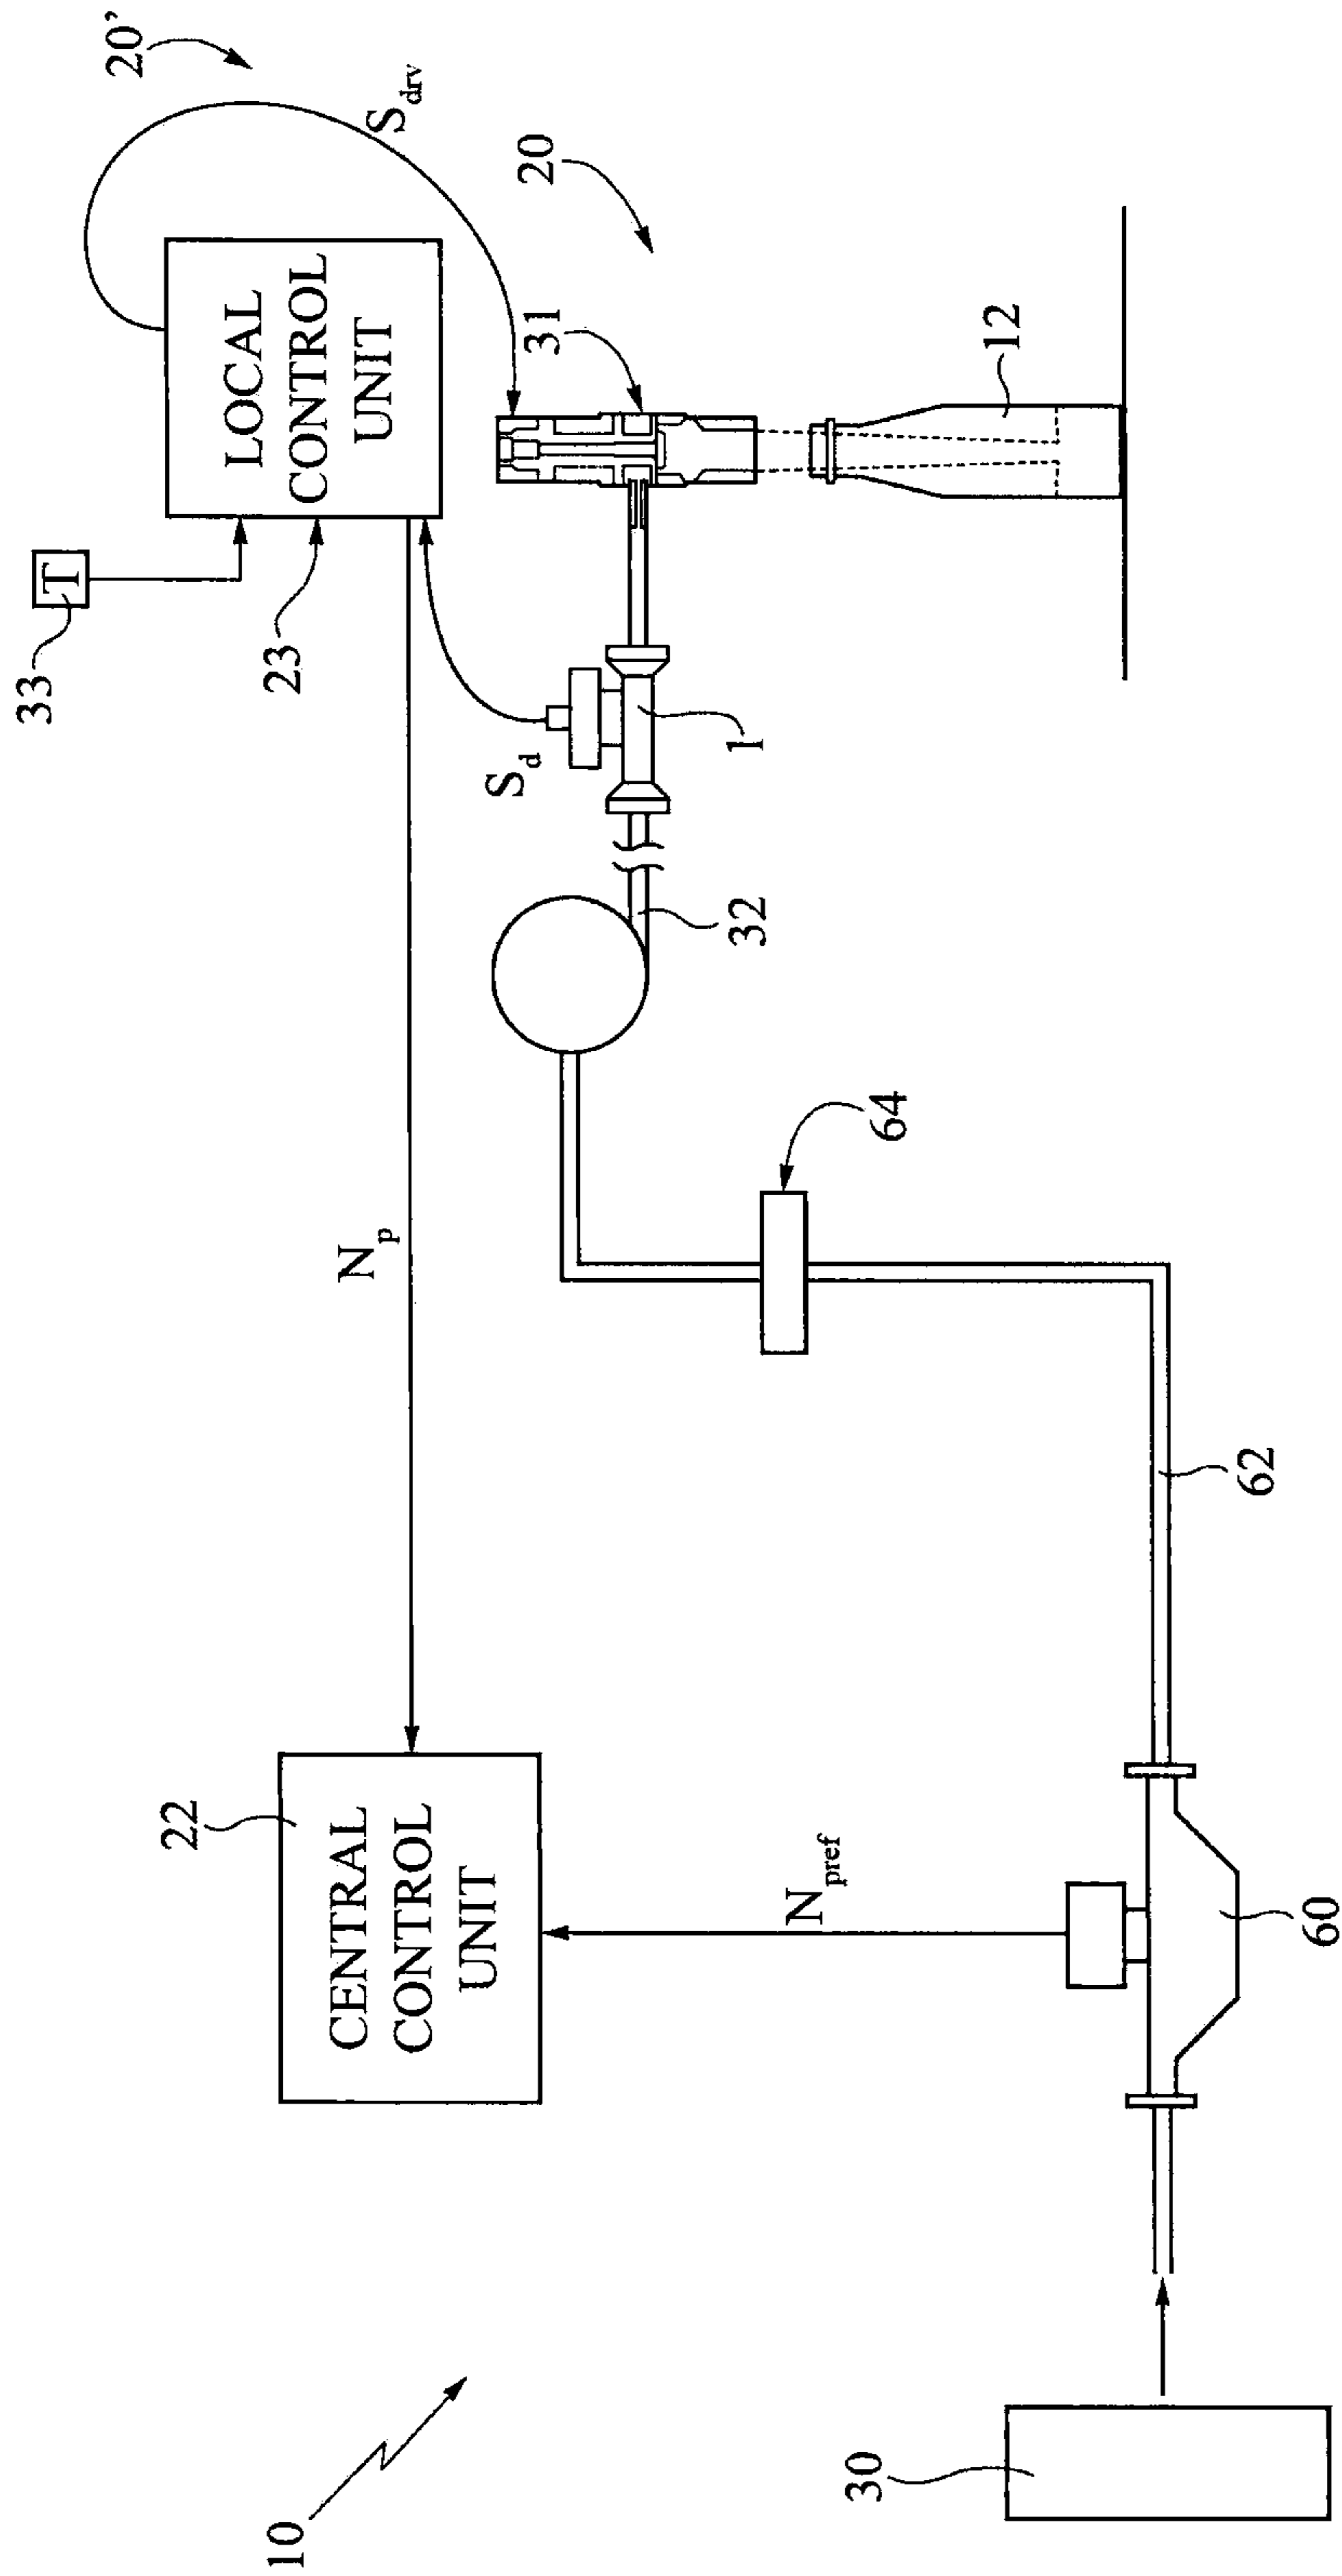 10
22
CENTRAL
CONTROL
UNIT
N_p
33
T
23
LOCAL
CONTROL
UNIT
20'
S_drv
S_d
31
20
N_pref
64
32
1
12
30
60
62